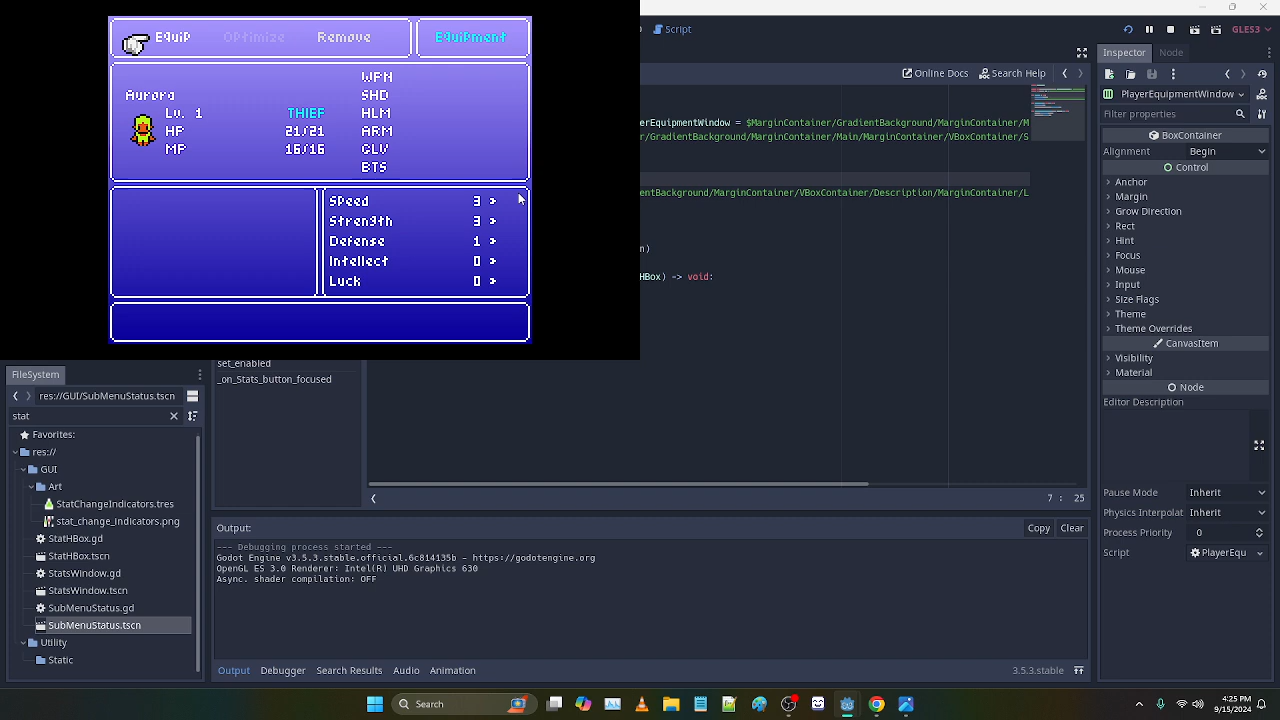 Equip Optimize Remove Equipment
WPN
Aurora SHD
Lv. 1 THIEF HLM
HP 21/21 ARM
MP 16/16 GLV
BTS
Speed 3 >
Strength 3 >
Defense 1 >
Intellect 0 >
Luck 0 >
Script
GLES3
Online Docs Search Help
Inspector Node
PlayerEquipmentWindow
Filter properties
BoxContainer
Alignment Begin
Control
Anchor
Margin
Grow Direction
Rect
Hint
Focus
Mouse
Input
Size Flags
Theme
Theme Overrides
CanvasItem
Visibility
Material
Node
Editor Description
Pause Mode Inherit
Physics Interpolat Inherit
Process Priority 0
Script PlayerEqu
erEquipmentWindow = $MarginContainer/GradientBackground/MarginContainer/M
/GradientBackground/MarginContainer/Main/MarginContainer/VBoxContainer/S
entBackground/MarginContainer/VBoxContainer/Description/MarginContainer/L
)
HBox) -> void:
set_enabled
_on_Stats_button_focused
7 : 25
FileSystem
res://GUI/SubMenuStatus.tscn
stat
Favorites:
res://
GUI
Art
StatChangeIndicators.tres
stat_change_indicators.png
StatHBox.gd
StatHBox.tscn
StatsWindow.gd
StatsWindow.tscn
SubMenuStatus.gd
SubMenuStatus.tscn
Utility
Static
Output: Copy Clear
--- Debugging process started ---
Godot Engine v3.5.3.stable.official.6c814135b - https://godotengine.org
OpenGL ES 3.0 Renderer: Intel(R) UHD Graphics 630
Async. shader compilation: OFF
Output Debugger Search Results Audio Animation 3.5.3.stable
Search
4:25 PM
9/15/2024